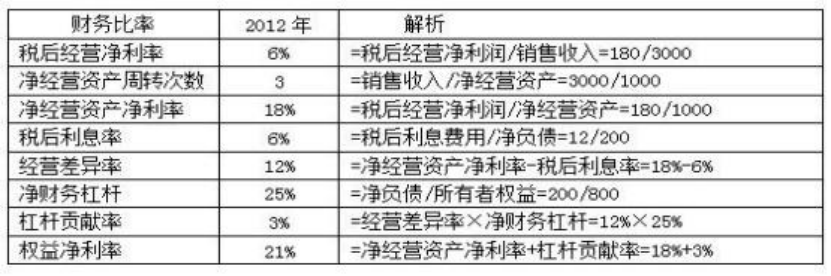 财务比率 2012 年 解析
税后经营净利率 6% =税后经营净利润/销售收入=180/3000
净经营资产周转次数 3 =销售收入/净经营资产=3000/1000
净经营资产净利率 18% =税后经营净利润/净经营资产=180/1000
税后利息率 6% =税后利息费用/净负债=12/200
经营差异率 12% =净经营资产净利率-税后利息率=18%-6%
净财务杠杆 25% =净负债/所有者权益=200/800
杠杆贡献率 3% =经营差异率×净财务杠杆=12%×25%
权益净利率 21% =净经营资产净利率+杠杆贡献率=18%+3%